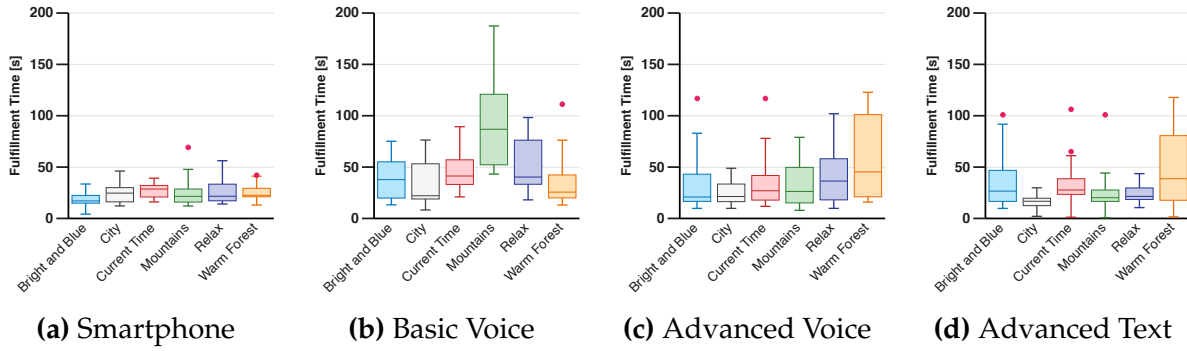 Fulfillment Time [s]
200
150
100
50
0
Bright and Blue
City
Current Time
Mountains
Relax
Warm Forest
(a) Smartphone
Fulfillment Time [s]
200
150
100
50
0
Bright and Blue
City
Current Time
Mountains
Relax
Warm Forest
(b) Basic Voice
Fulfillment Time [s]
200
150
100
50
0
Bright and Blue
City
Current Time
Mountains
Relax
Warm Forest
(c) Advanced Voice
Fulfillment Time [s]
200
150
100
50
0
Bright and Blue
City
Current Time
Mountains
Relax
Warm Forest
(d) Advanced Text